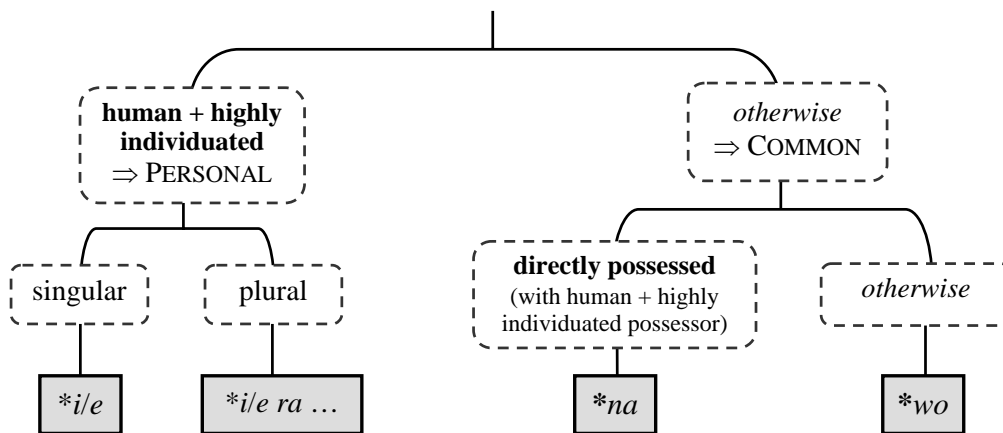 human + highly
individuated
⇒ PERSONAL
otherwise
⇒ COMMON
singular
plural
directly possessed
(with human + highly
individuated possessor)
otherwise
*i/e
*i/e ra …
*na
*wo